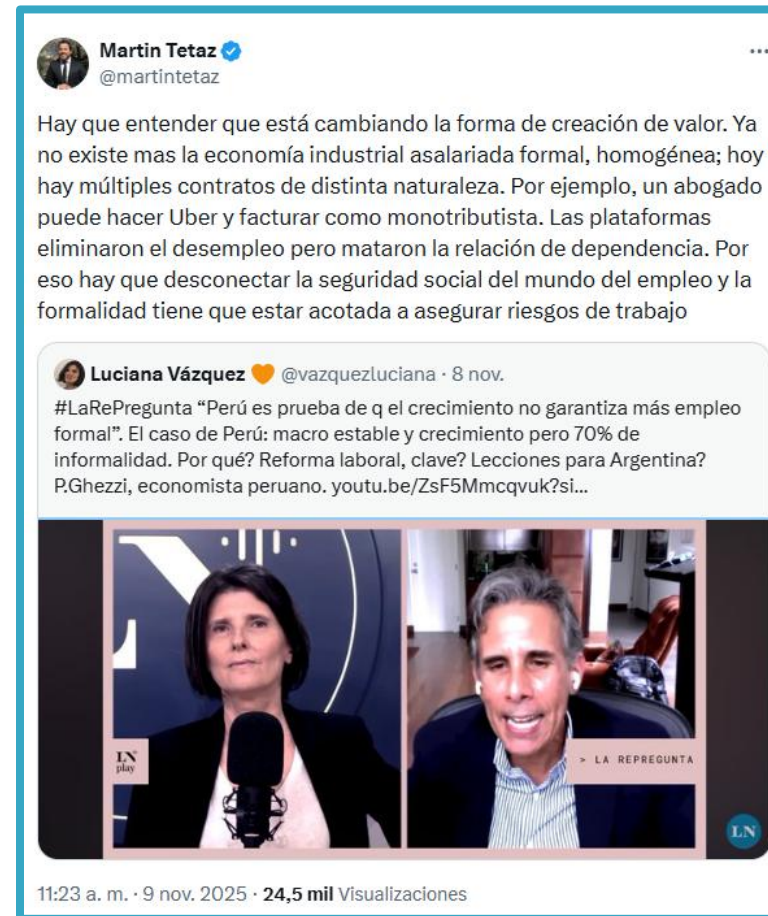 Martin Tetaz
@martintetaz
Hay que entender que está cambiando la forma de creación de valor. Ya
no existe mas la economía industrial asalariada formal, homogénea; hoy
hay múltiples contratos de distinta naturaleza. Por ejemplo, un abogado
puede hacer Uber y facturar como monotributista. Las plataformas
eliminaron el desempleo pero mataron la relación de dependencia. Por
eso hay que desconectar la seguridad social del mundo del empleo y la
formalidad tiene que estar acotada a asegurar riesgos de trabajo
Luciana Vázquez 🧡 @vazquezluciana · 8 nov.
#LaRePregunta “Perú es prueba de q el crecimiento no garantiza más empleo
formal”. El caso de Perú: macro estable y crecimiento pero 70% de
informalidad. Por qué? Reforma laboral, clave? Lecciones para Argentina?
P.Ghezzi, economista peruano. youtu.be/ZsF5Mmcqvuk?si...
LN
play
> LA REPREGUNTA
LN
11:23 a. m. · 9 nov. 2025 · 24,5 mil Visualizaciones